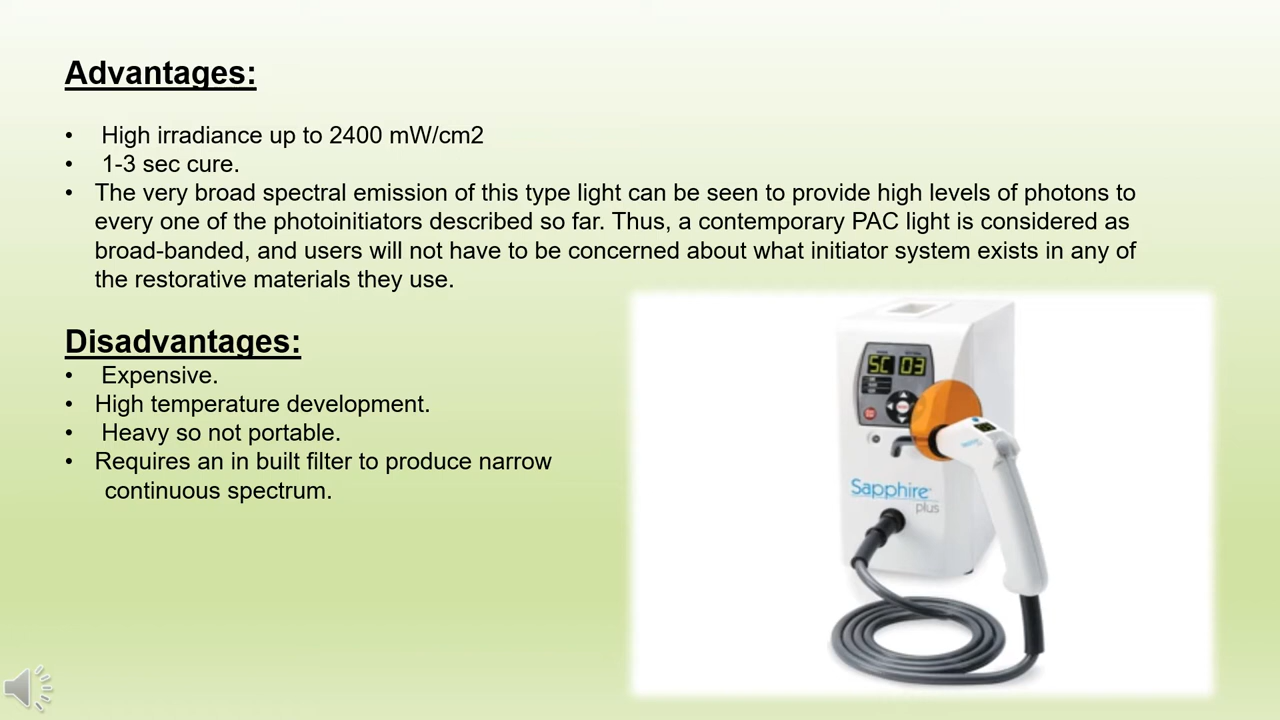 Advantages:
• High irradiance up to 2400 mW/cm2
• 1-3 sec cure.
• The very broad spectral emission of this type light can be seen to provide high levels of photons to
every one of the photoinitiators described so far. Thus, a contemporary PAC light is considered as
broad-banded, and users will not have to be concerned about what initiator system exists in any of
the restorative materials they use.
Disadvantages:
• Expensive.
• High temperature development.
• Heavy so not portable.
• Requires an in built filter to produce narrow
continuous spectrum.
SC 03
Sapphire
plus